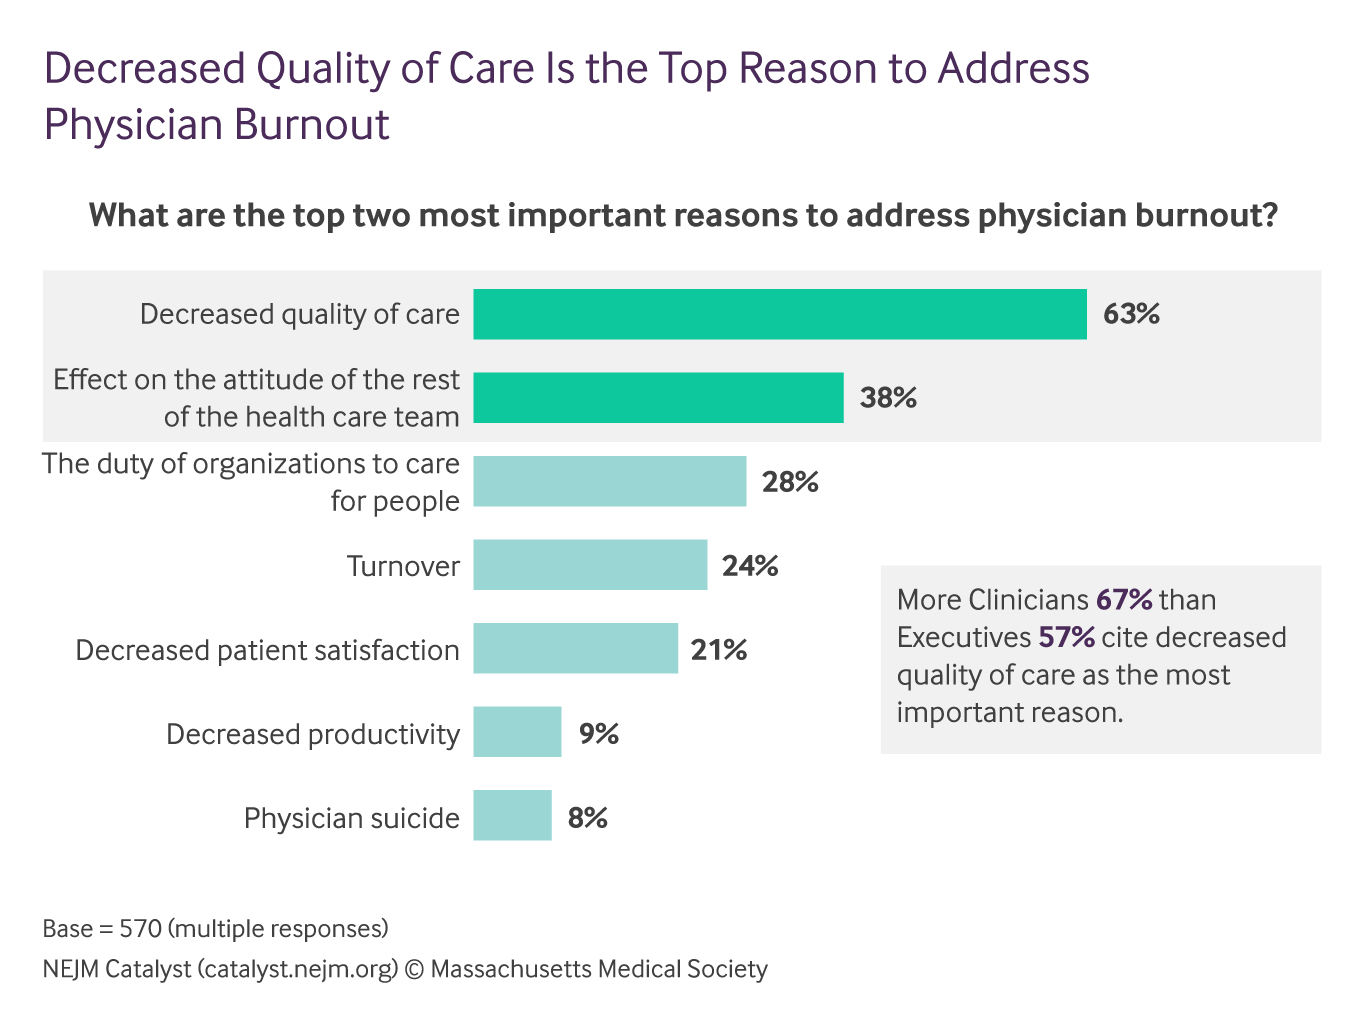 Decreased Quality of Care Is the Top Reason to Address
Physician Burnout
What are the top two most important reasons to address physician burnout?
Decreased quality of care
63%
Effect on the attitude of the rest
of the health care team
38%
The duty of organizations to care
for people
28%
Turnover
24%
Decreased patient satisfaction
21%
Decreased productivity
9%
Physician suicide
8%
More Clinicians 67% than
Executives 57% cite decreased
quality of care as the most
important reason.
Base = 570 (multiple responses)
NEJM Catalyst (catalyst.nejm.org) © Massachusetts Medical Society